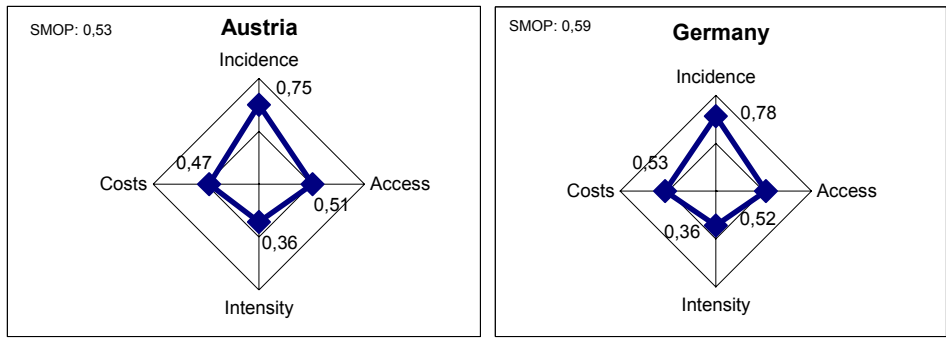 SMOP: 0,53
Austria
Incidence
0,75
0,47
Costs
Access
0,51
0,36
Intensity
SMOP: 0,59
Germany
Incidence
0,78
0,53
Costs
Access
0,52
0,36
Intensity